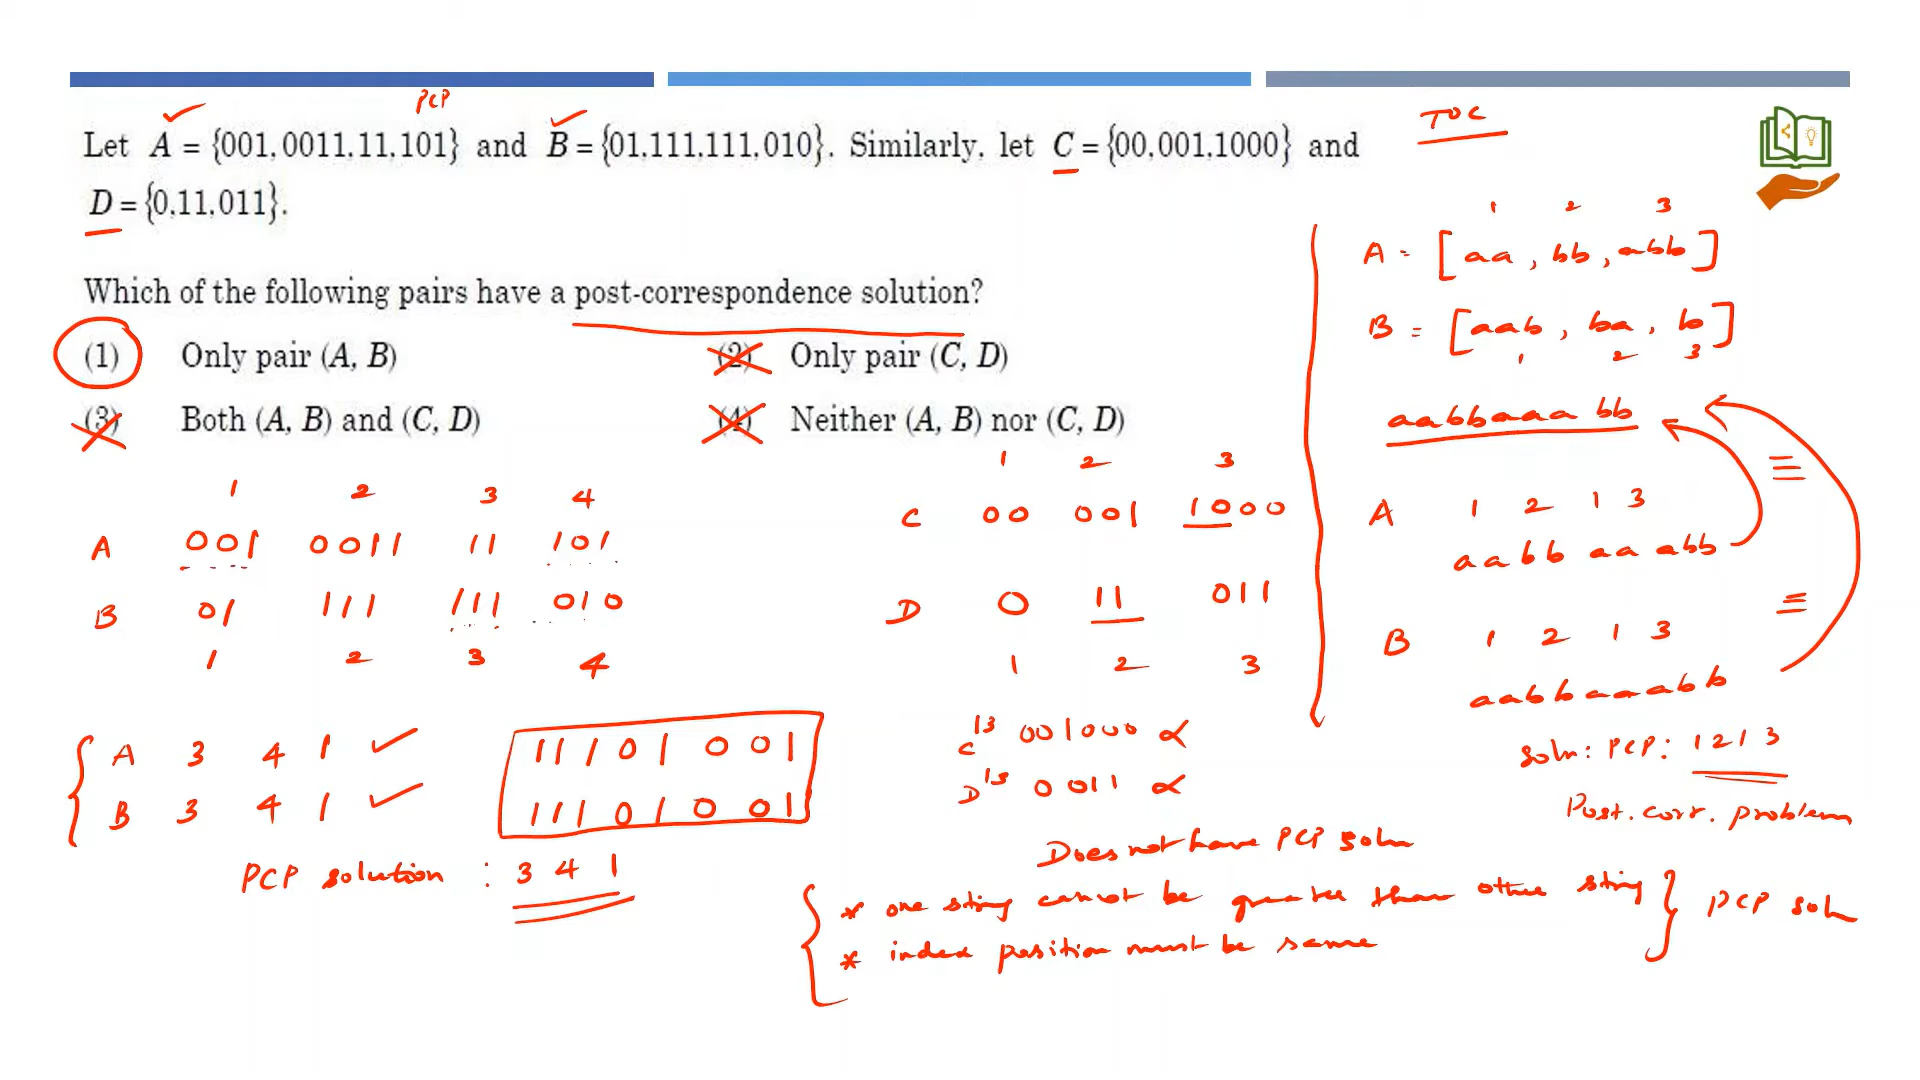 PCP
TOC
Let A = {001,0011,11,101} and B = {01,111,111,010}. Similarly, let C = {00,001,1000} and
D = {0,11,011}.
Which of the following pairs have a post-correspondence solution?
(1) Only pair (A, B) (2) Only pair (C, D)
(3) Both (A, B) and (C, D) (4) Neither (A, B) nor (C, D)
1 2 3 4
A 001 0011 11 101
B 01 111 111 010
1 2 3 4
A 3 4 1 11101001
B 3 4 1 11101001
PCP solution : 3 4 1
1 2 3
C 00 001 1000
D 0 11 011
1 2 3
C 13 001000
D 13 0011
Does not have PCP soln
* one string cannot be greater than other string
* index position must be same
PCP soln
1 2 3
A = [aa, bb, abb]
B = [aab, ba, b]
1 2 3
aabbaaabb
A 1 2 1 3
aabb aa abb
≡
B 1 2 1 3
aabbaaabb
=
Soln: PCP: 1 2 1 3
Post. corr. problem